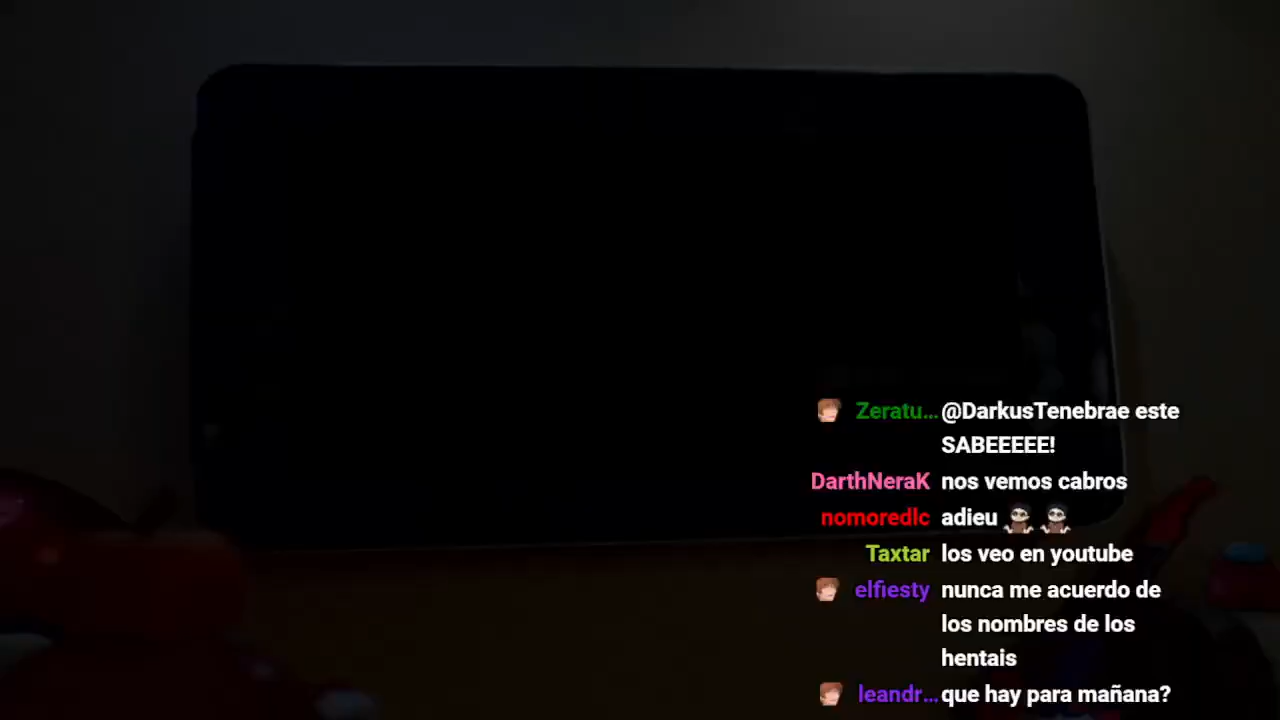 Zeratu... @DarkusTenebrae este
SABEEEEE!
DarthNeraK nos vemos cabros
nomoredlc adieu
Taxtar los veo en youtube
elfiesty nunca me acuerdo de
los nombres de los
hentais
leandr... que hay para mañana?